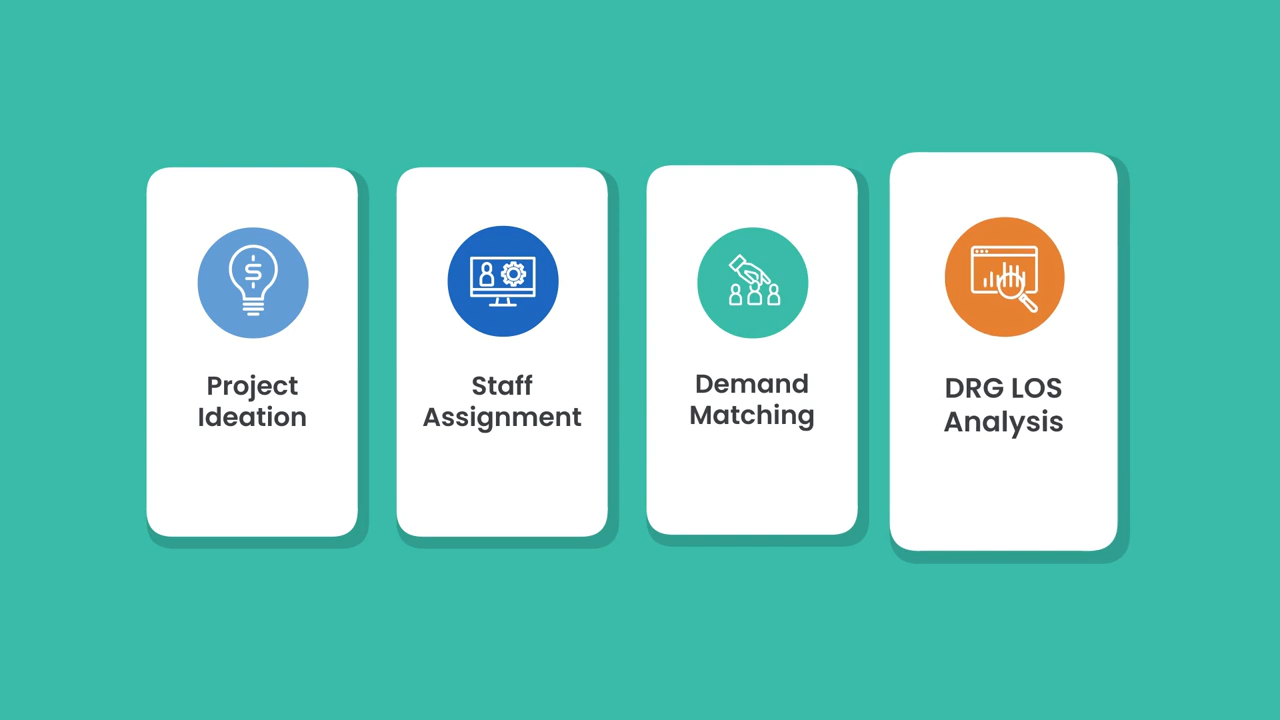 Project
Ideation
Staff
Assignment
Demand
Matching
DRG LOS
Analysis